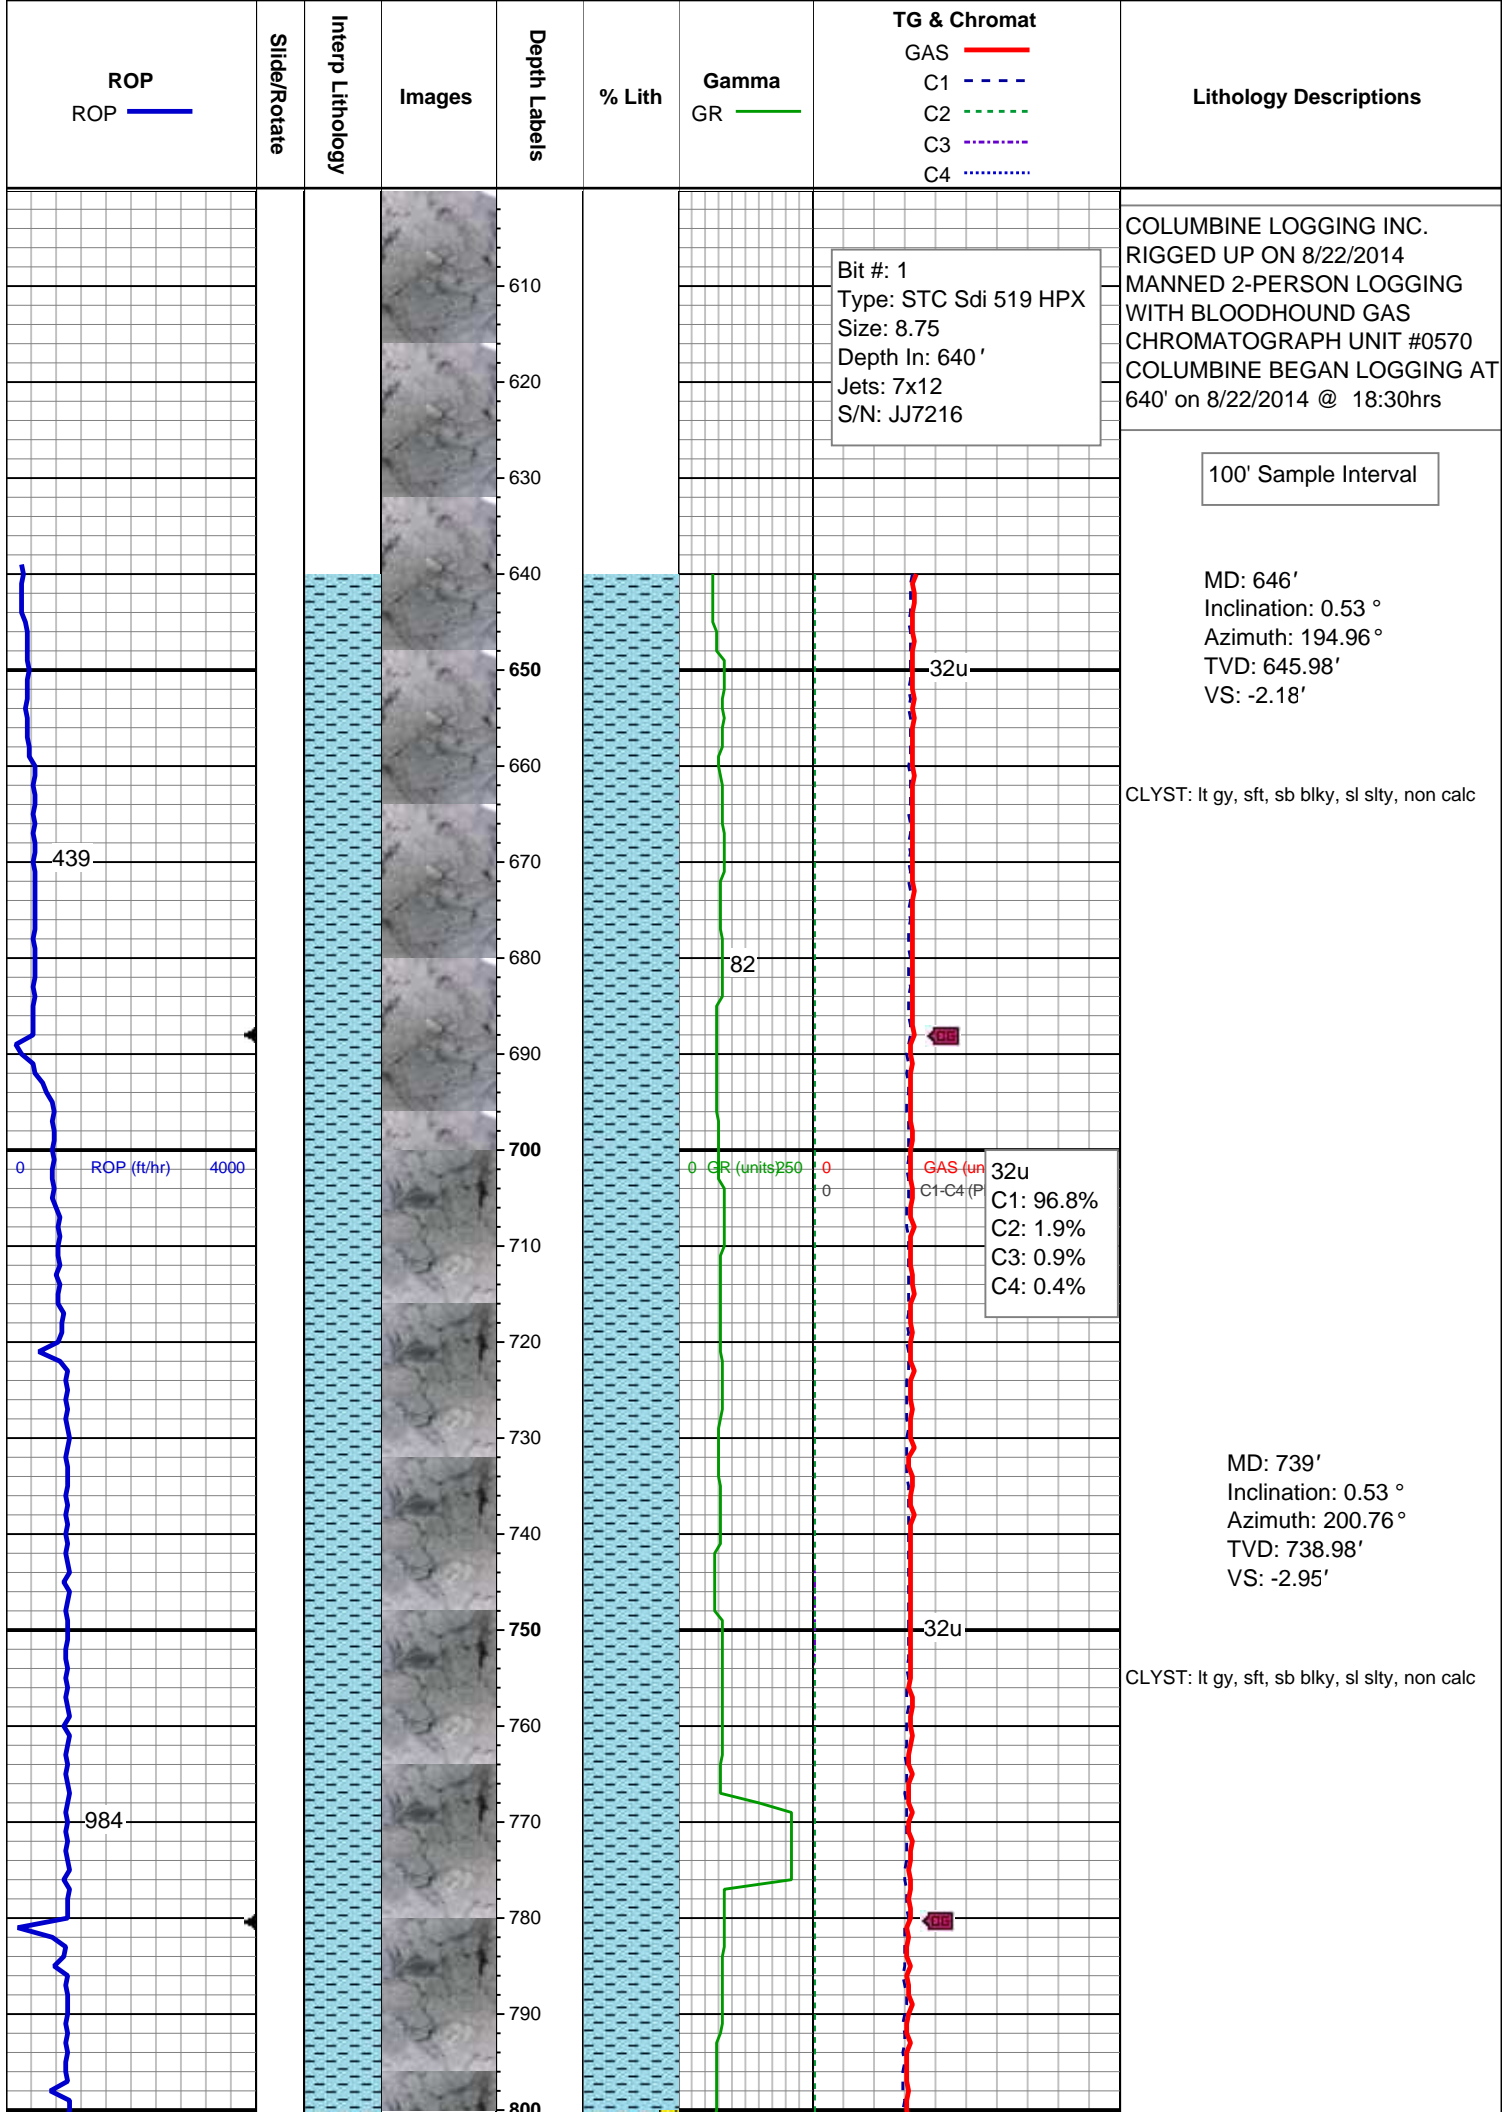 ROP
ROP
Slide/Rotate
Interp Lithology
Images
Depth Labels
% Lith
Gamma
GR
TG & Chromat
GAS
C1
C2
C3
C4
Lithology Descriptions
COLUMBINE LOGGING INC.
RIGGED UP ON 8/22/2014
MANNED 2-PERSON LOGGING
WITH BLOODHOUND GAS
CHROMATOGRAPH UNIT #0570
COLUMBINE BEGAN LOGGING AT
640' on 8/22/2014 @ 18:30hrs
Bit #: 1
Type: STC Sdi 519 HPX
Size: 8.75
Depth In: 640'
Jets: 7x12
S/N: JJ7216
100' Sample Interval
610
620
630
640
MD: 646'
Inclination: 0.53 °
Azimuth: 194.96°
TVD: 645.98'
VS: -2.18'
650
32u
660
CLYST: lt gy, sft, sb blky, sl slty, non calc
439
670
680
82
CG
690
700
0 ROP (ft/hr) 4000
0 GR (units) 250
0 GAS (un
0 C1-C4 (P
32u
C1: 96.8%
C2: 1.9%
C3: 0.9%
C4: 0.4%
710
720
730
MD: 739'
Inclination: 0.53 °
Azimuth: 200.76°
TVD: 738.98'
VS: -2.95'
740
750
32u
CLYST: lt gy, sft, sb blky, sl slty, non calc
760
984
770
780
CG
790
800